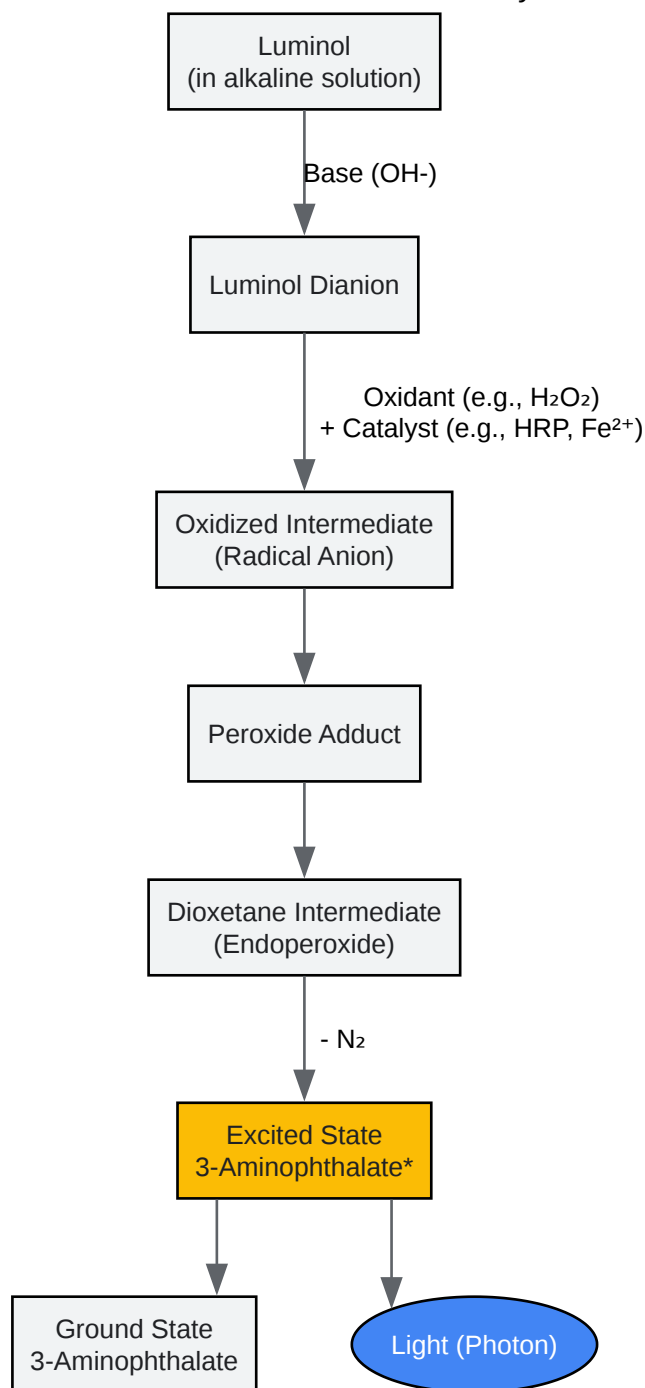 Luminol
(in alkaline solution)
Base (OH-)
Luminol Dianion
Oxidant (e.g., H₂O₂)
+ Catalyst (e.g., HRP, Fe²⁺)
Oxidized Intermediate
(Radical Anion)
Peroxide Adduct
Dioxetane Intermediate
(Endoperoxide)
- N₂
Excited State
3-Aminophthalate*
Ground State
3-Aminophthalate
Light (Photon)